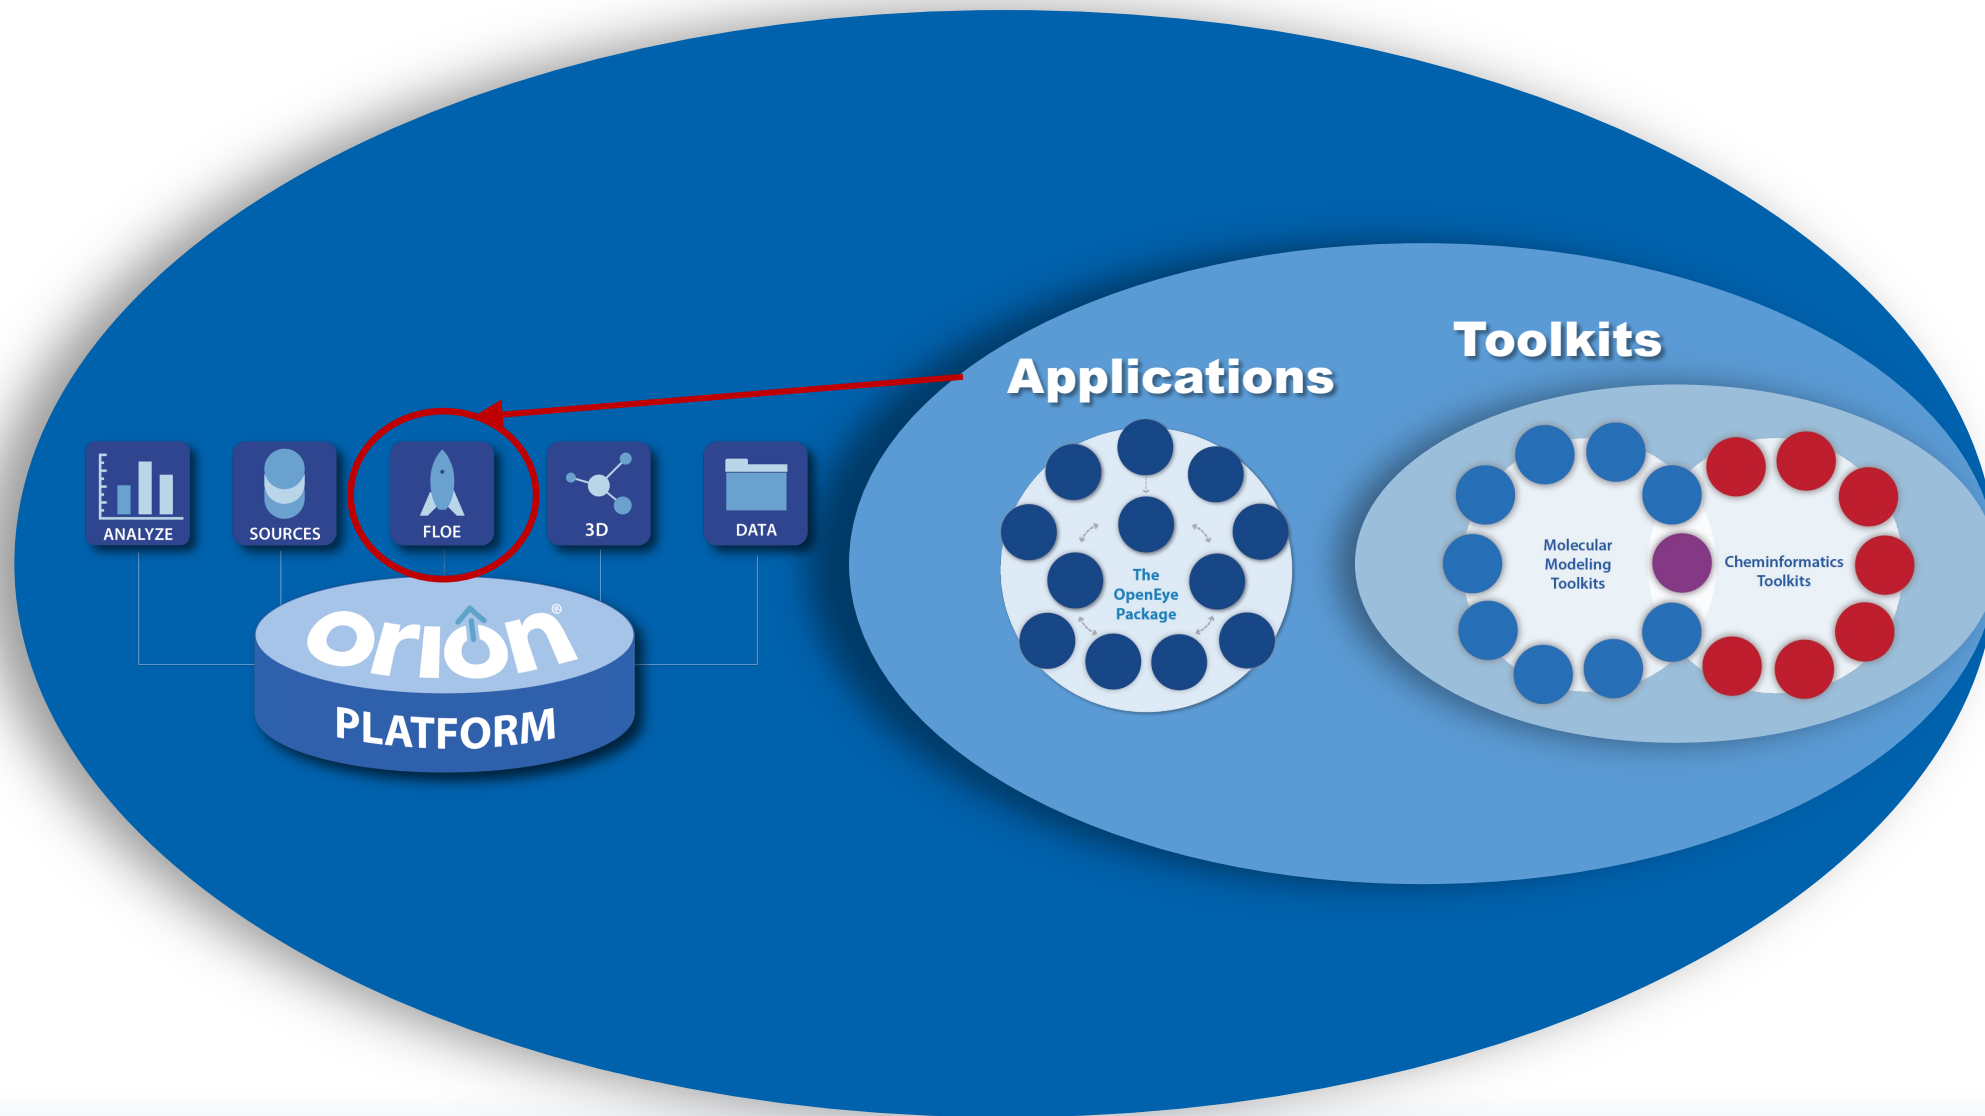 Toolkits
Applications
ANALYZE
SOURCES
FLOE
3D
DATA
orion®
PLATFORM
The
OpenEye
Package
Molecular
Modeling
Toolkits
Cheminformatics
Toolkits